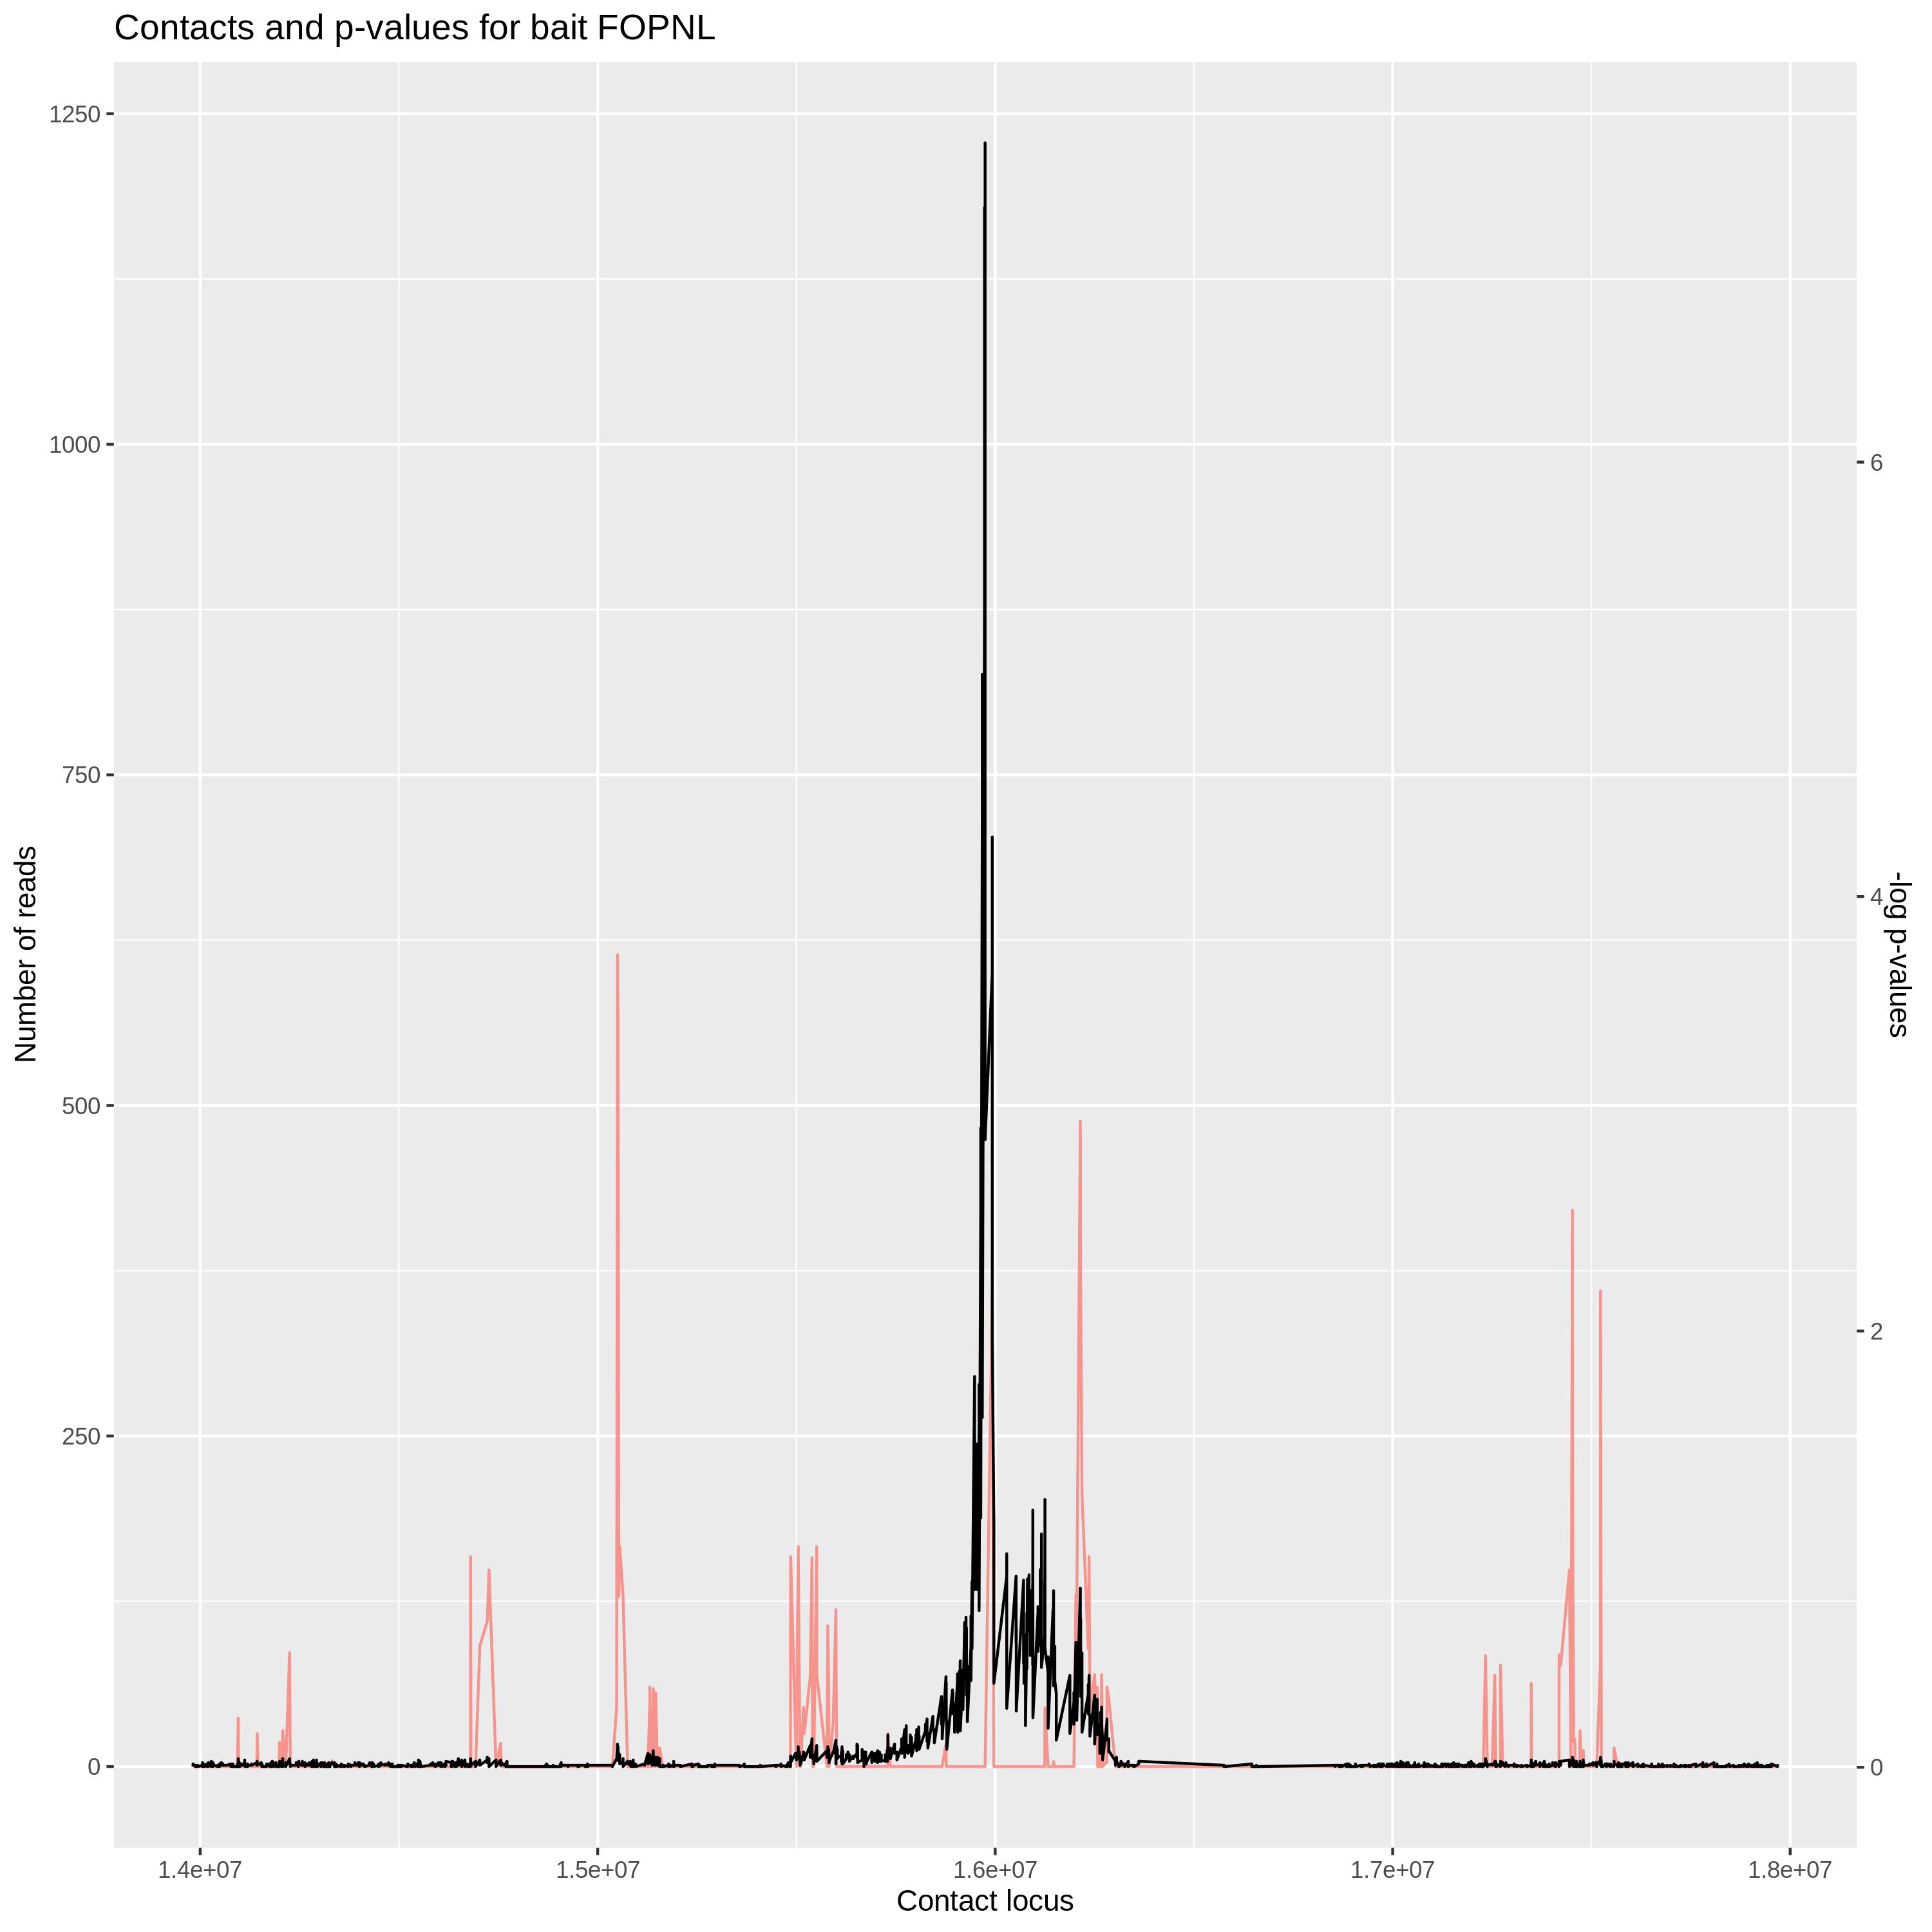 Contacts and p-values for bait FOPNL
1250
1000
750
500
250
0
Number of reads
6
4
2
0
-log p-values
1.4e+07
1.5e+07
1.6e+07
1.7e+07
1.8e+07
Contact locus